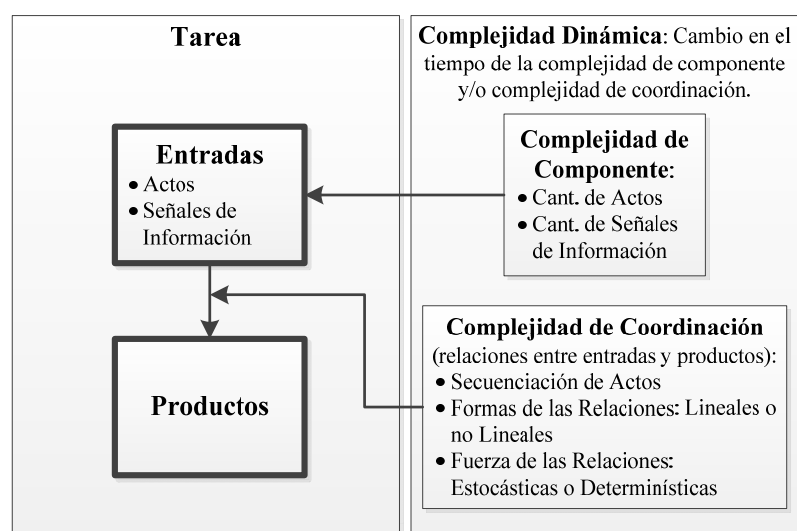 Tarea
Entradas
• Actos
• Señales de
Información
Productos
Complejidad Dinámica: Cambio en el
tiempo de la complejidad de componente
y/o complejidad de coordinación.
Complejidad de
Componente:
• Cant. de Actos
• Cant. de Señales
de Información
Complejidad de Coordinación
(relaciones entre entradas y productos):
• Secuenciación de Actos
• Formas de las Relaciones: Lineales o
no Lineales
• Fuerza de las Relaciones:
Estocásticas o Determinísticas